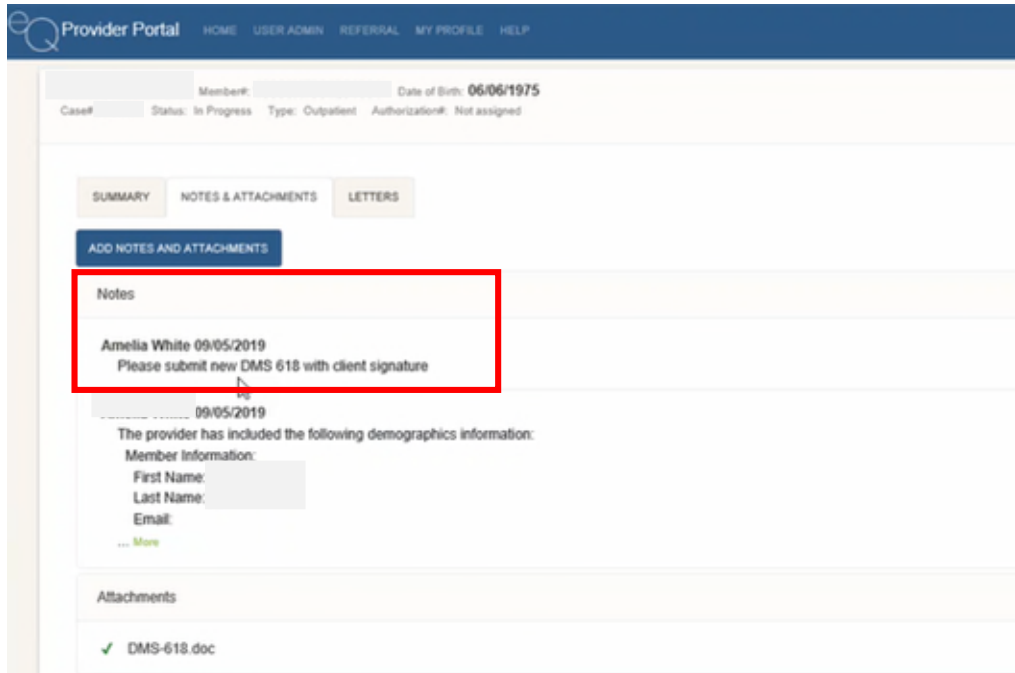 eQ Provider Portal HOME USER ADMIN REFERRAL MY PROFILE HELP
Member#: Date of Birth: 06/06/1975
Case# Status: In Progress Type: Outpatient Authorization#: Not assigned
SUMMARY NOTES & ATTACHMENTS LETTERS
ADD NOTES AND ATTACHMENTS
Notes
Amelia White 09/05/2019
Please submit new DMS 618 with client signature
09/05/2019
The provider has included the following demographics information:
Member Information:
First Name:
Last Name:
Email:
... More
Attachments
✓ DMS-618.doc